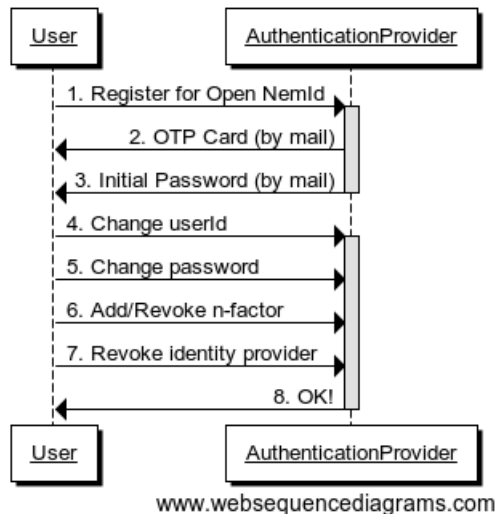 User
AuthenticationProvider
1. Register for Open NemId
2. OTP Card (by mail)
3. Initial Password (by mail)
4. Change userId
5. Change password
6. Add/Revoke n-factor
7. Revoke identity provider
8. OK!
User
AuthenticationProvider
www.websequencediagrams.com